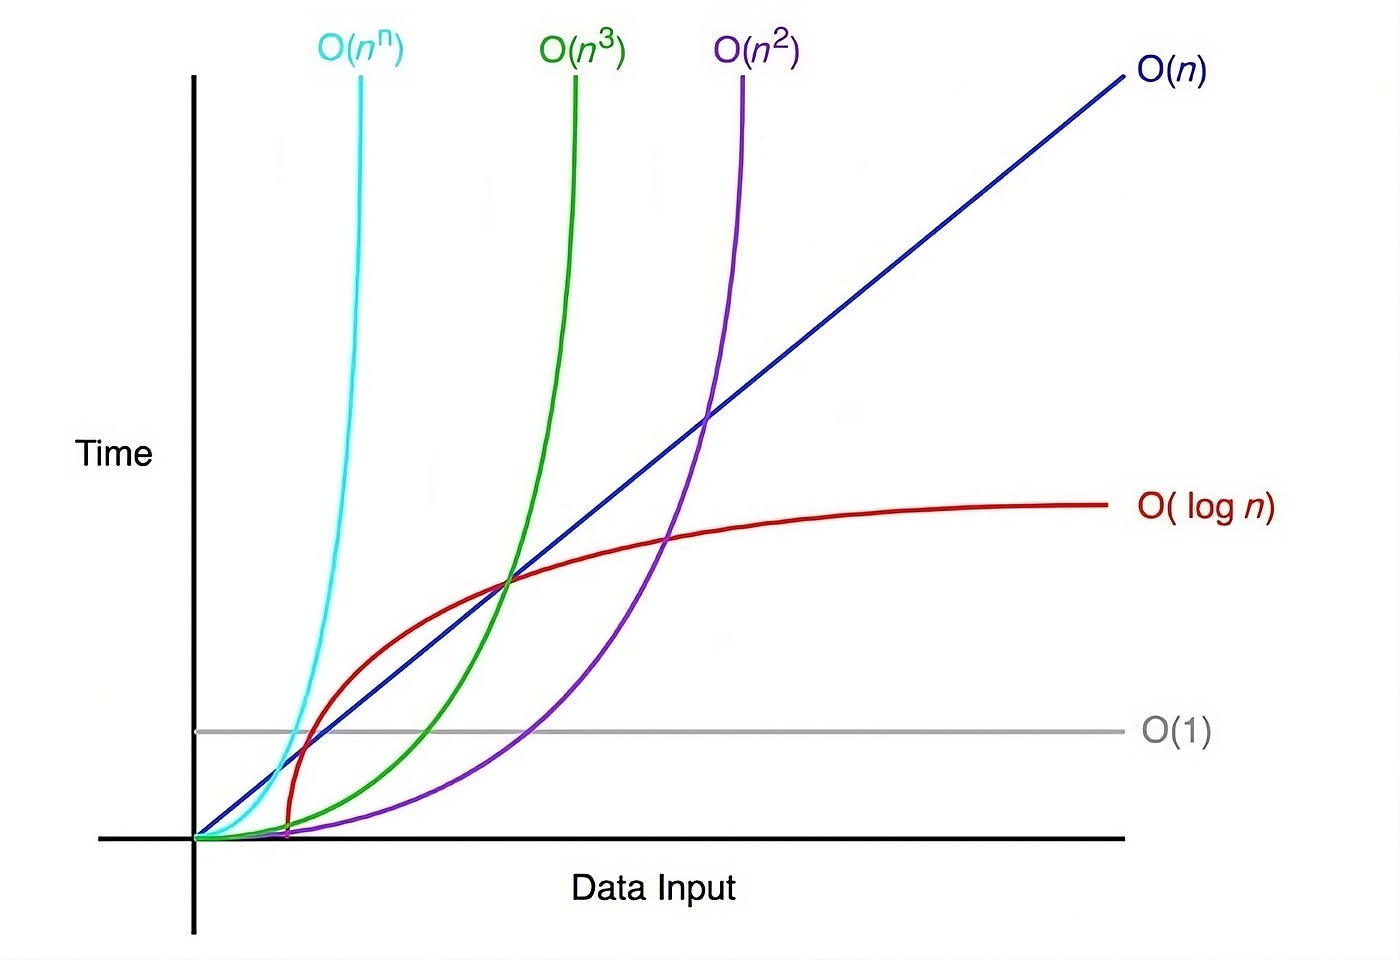 O(nⁿ)
O(n³)
O(n²)
O(n)
Time
O( log n)
O(1)
Data Input